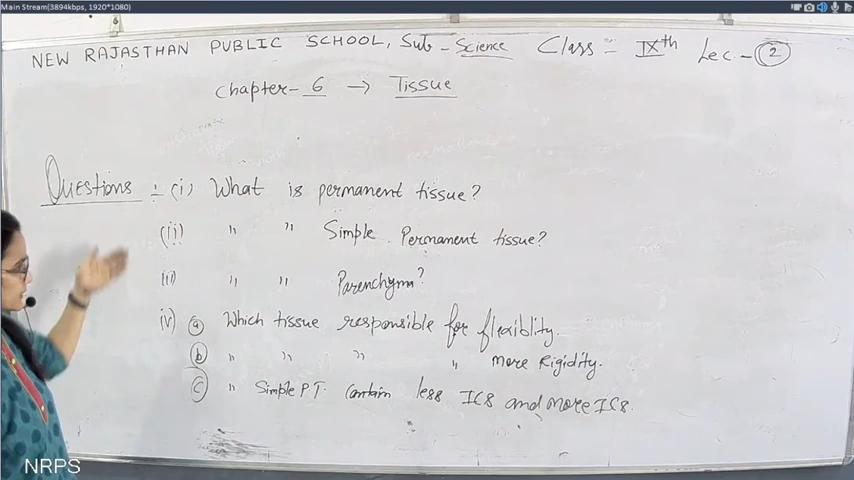 Main Stream(3894kbps, 1920*1080)
NEW RAJASTHAN PUBLIC SCHOOL, Sub - Science Class = IXth Lec. - 2
Chapter - 6 → Tissue
Questions :- (i) What is permanent tissue?
(ii) " " Simple Permanent tissue?
iii) " " Parenchyma?
iv) a Which tissue responsible for flexiblity.
b " " " " More Rigidity.
c " Simple P.T. Contain less ICS and more ICS.
NRPS